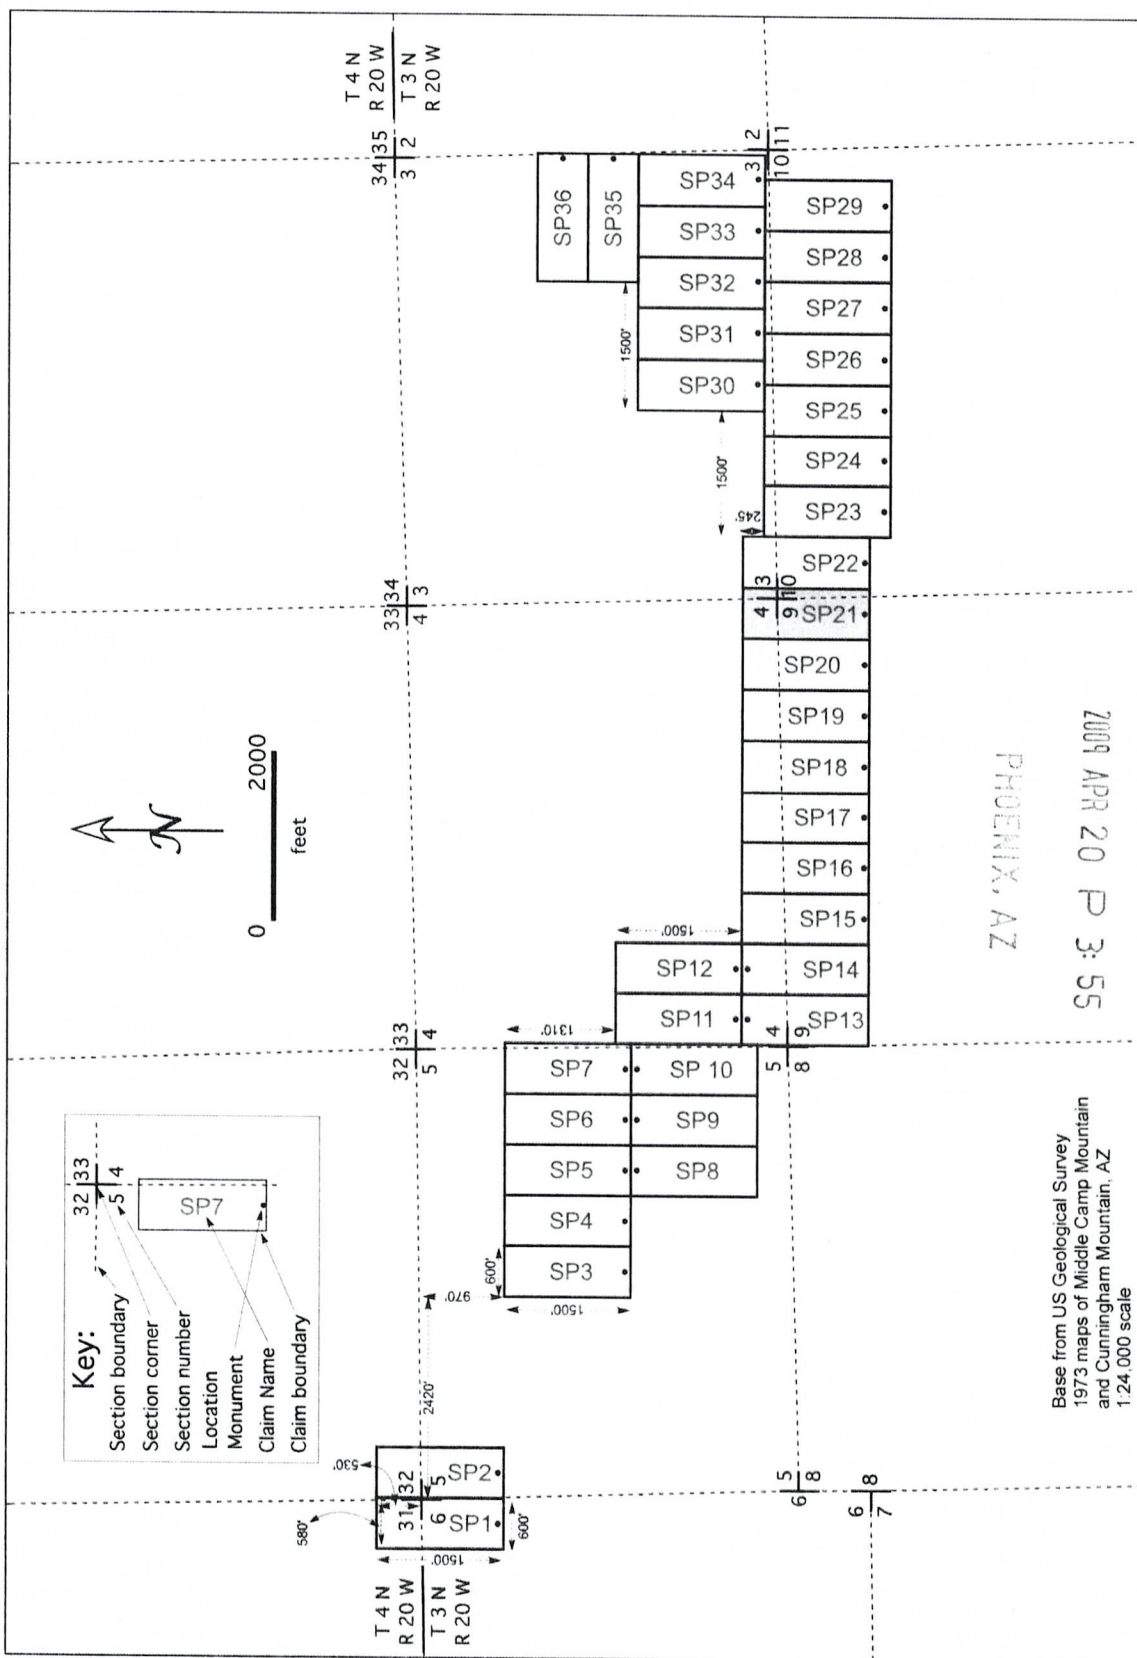 T 4 N
R 20 W
T 3 N
R 20 W
34 35
3 2
33 34
4 3
32 33
5 4
N
0 2000
feet
Key:
32 33
5 4
SP7
Section boundary
Section corner
Section number
Location
Monument
Claim Name
Claim boundary
T 4 N
R 20 W
T 3 N
R 20 W
31 32
6 5
580'
530'
1500'
600'
SP1
SP2
2420'
970'
600'
1500'
SP3
SP4
SP5
SP6
SP7
SP8
SP9
SP 10
1310'
SP11
SP12
1500'
SP13
SP14
SP15
SP16
SP17
SP18
SP19
SP20
SP21
SP22
245'
1500'
1500'
SP23
SP24
SP25
SP26
SP27
SP28
SP29
SP30
SP31
SP32
SP33
SP34
SP35
SP36
3 2
10 11
4 3
9 10
5 4
8 9
5
6 8
6 8
7
PHOENIX, AZ
2009 APR 20 P 3:55
Base from US Geological Survey
1973 maps of Middle Camp Mountain
and Cunningham Mountain, AZ
1:24,000 scale